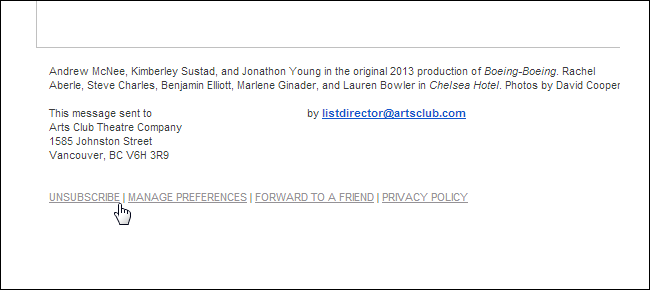 Andrew McNee, Kimberley Sustad, and Jonathon Young in the original 2013 production of Boeing-Boeing. Rachel
Aberle, Steve Charles, Benjamin Elliott, Marlene Ginader, and Lauren Bowler in Chelsea Hotel. Photos by David Cooper
This message sent to by listdirector@artsclub.com
Arts Club Theatre Company
1585 Johnston Street
Vancouver, BC V6H 3R9
UNSUBSCRIBE | MANAGE PREFERENCES | FORWARD TO A FRIEND | PRIVACY POLICY